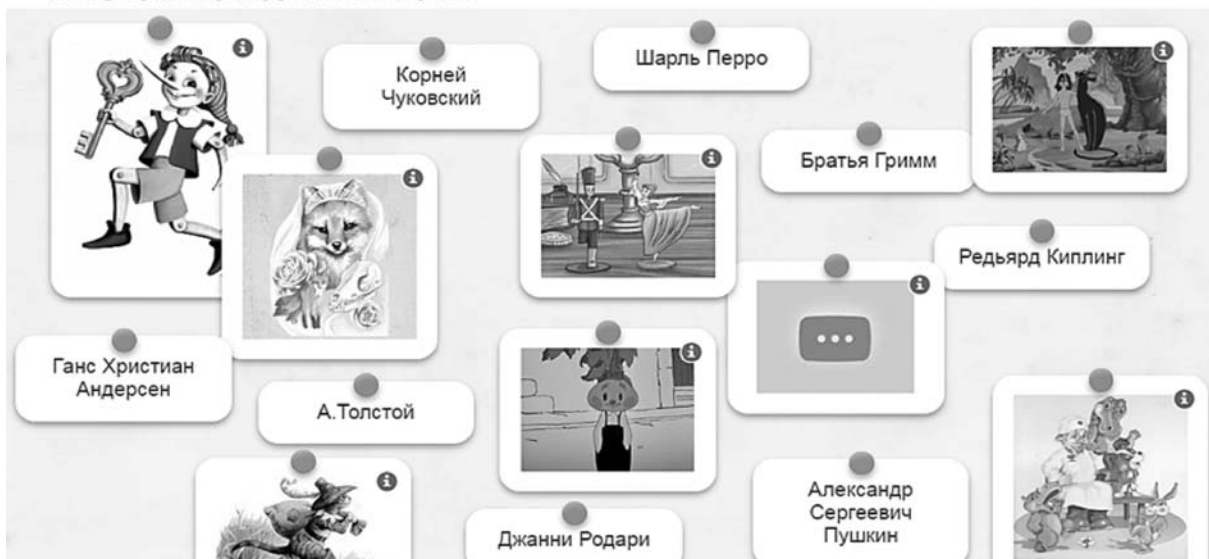 Корней
Чуковский
Шарль Перро
Братья Гримм
Редьярд Киплинг
Ганс Христиан
Андерсен
А.Толстой
Александр
Сергеевич
Пушкин
Джанни Родари